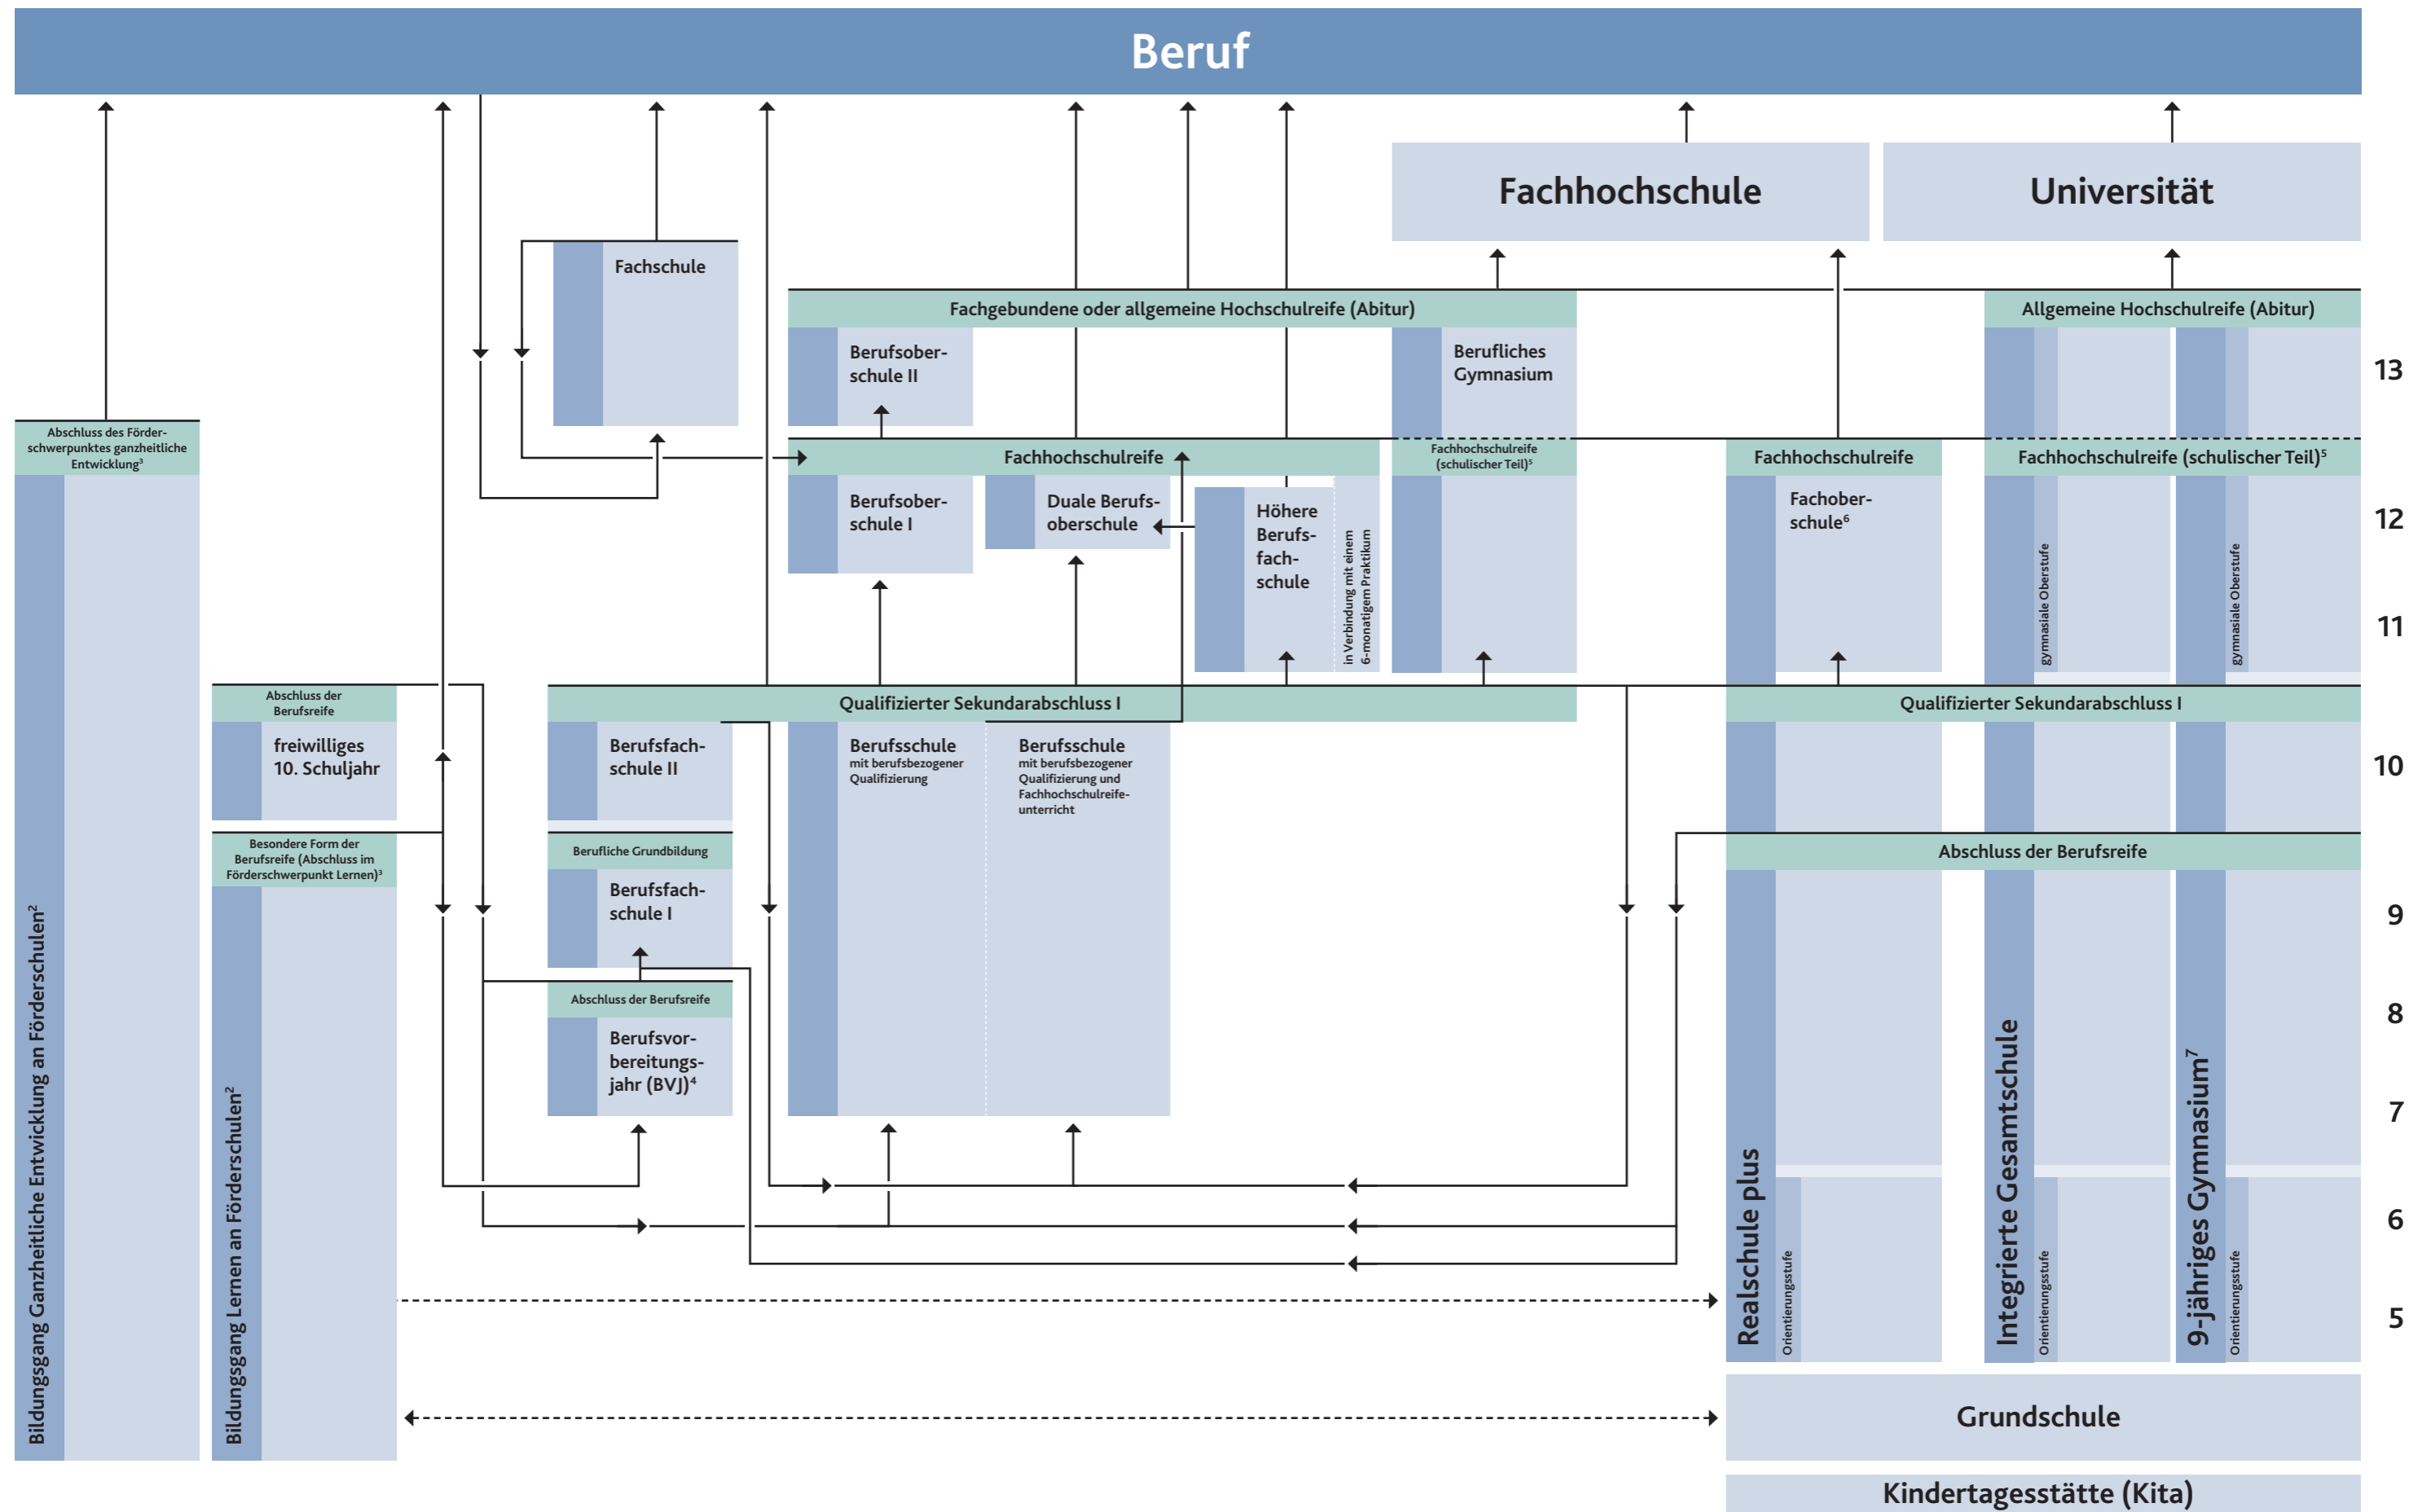 Beruf
Fachhochschule
Universität
Fachschule
Fachgebundene oder allgemeine Hochschulreife (Abitur)
Allgemeine Hochschulreife (Abitur)
Berufsober-
schule II
Berufliches
Gymnasium
13
Abschluss des Förder-
schwerpunktes ganzheitliche
Entwicklung³
Fachhochschulreife
Fachhochschulreife
(schulischer Teil)⁵
Fachhochschulreife
Fachhochschulreife (schulischer Teil)⁵
Berufsober-
schule I
Duale Berufs-
oberschule
Höhere
Berufs-
fach-
schule
in Verbindung mit einem
6-monatigem Praktikum
Fachober-
schule⁶
gymnasiale Oberstufe
gymnasiale Oberstufe
12
11
Abschluss der
Berufsreife
Qualifizierter Sekundarabschluss I
Qualifizierter Sekundarabschluss I
freiwilliges
10. Schuljahr
Berufsfach-
schule II
Berufsschule
mit berufsbezogener
Qualifizierung
Berufsschule
mit berufsbezogener
Qualifizierung und
Fachhochschulreife-
unterricht
10
Besondere Form der
Berufsreife (Abschluss im
Förderschwerpunkt Lernen)³
Berufliche Grundbildung
Abschluss der Berufsreife
Berufsfach-
schule I
9
Abschluss der Berufsreife
Berufsvor-
bereitungs-
jahr (BVJ)⁴
8
7
6
5
Bildungsgang Ganzheitliche Entwicklung an Förderschulen²
Bildungsgang Lernen an Förderschulen²
Realschule plus
Orientierungsstufe
Integrierte Gesamtschule
Orientierungsstufe
9-jähriges Gymnasium⁷
Orientierungsstufe
Grundschule
Kindertagesstätte (Kita)